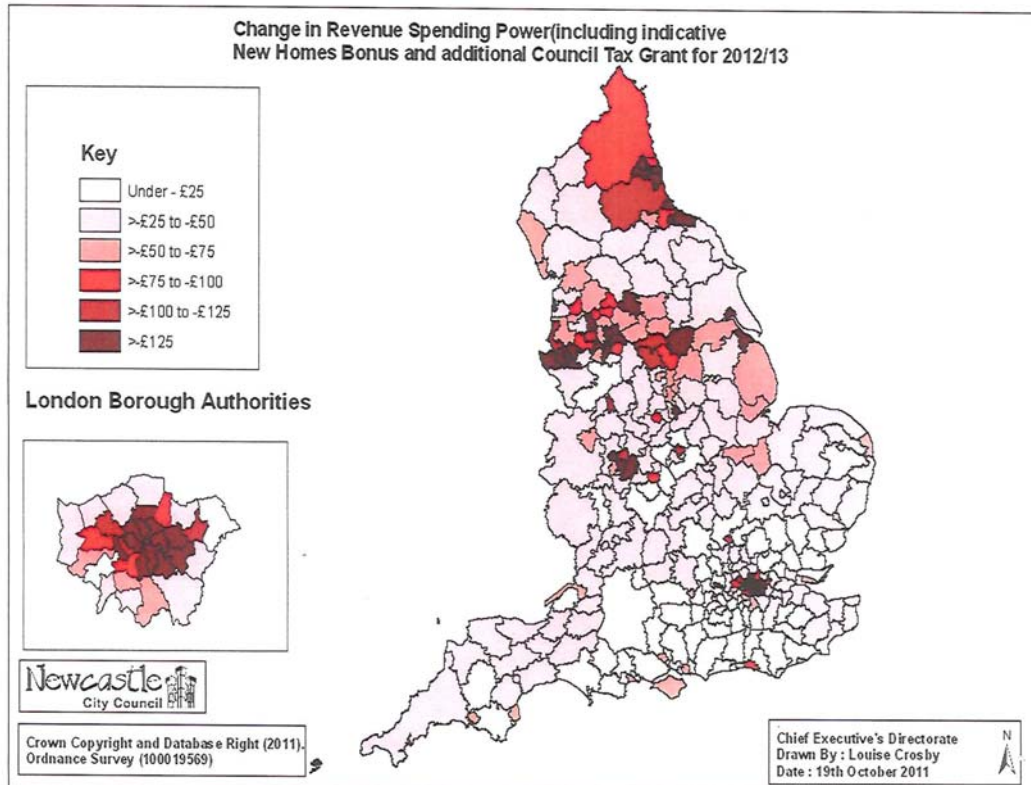 Change in Revenue Spending Power(including indicative
New Homes Bonus and additional Council Tax Grant for 2012/13
Key
Under - £25
>-£25 to -£50
>-£50 to -£75
>-£75 to -£100
>-£100 to -£125
>-£125
London Borough Authorities
Newcastle
City Council
Crown Copyright and Database Right (2011).
Ordnance Survey (100019569)
Chief Executive's Directorate
Drawn By : Louise Crosby
Date : 19th October 2011
N